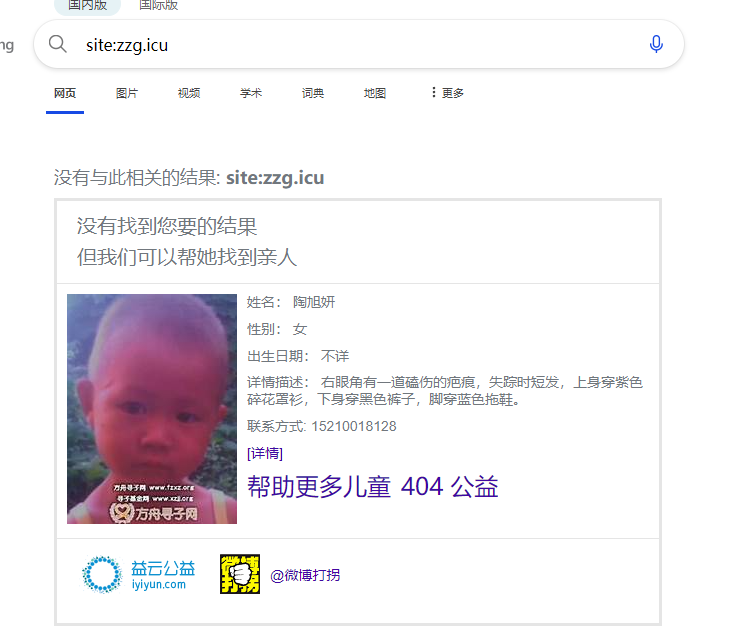 国内版 国际版
ng
site:zzg.icu
网页 图片 视频 学术 词典 地图 更多
没有与此相关的结果: site:zzg.icu
没有找到您要的结果
但我们可以帮她找到亲人
姓名： 陶旭妍
性别： 女
出生日期： 不详
详情描述： 右眼角有一道磕伤的疤痕，失踪时短发，上身穿紫色
碎花罩衫，下身穿黑色裤子，脚穿蓝色拖鞋。
联系方式: 15210018128
[详情]
帮助更多儿童 404 公益
方舟寻子网 www.fzxz.org
寻子基金网 www.xzjj.org
方舟寻子网
益云公益
iyiyun.com
微博打拐
@微博打拐